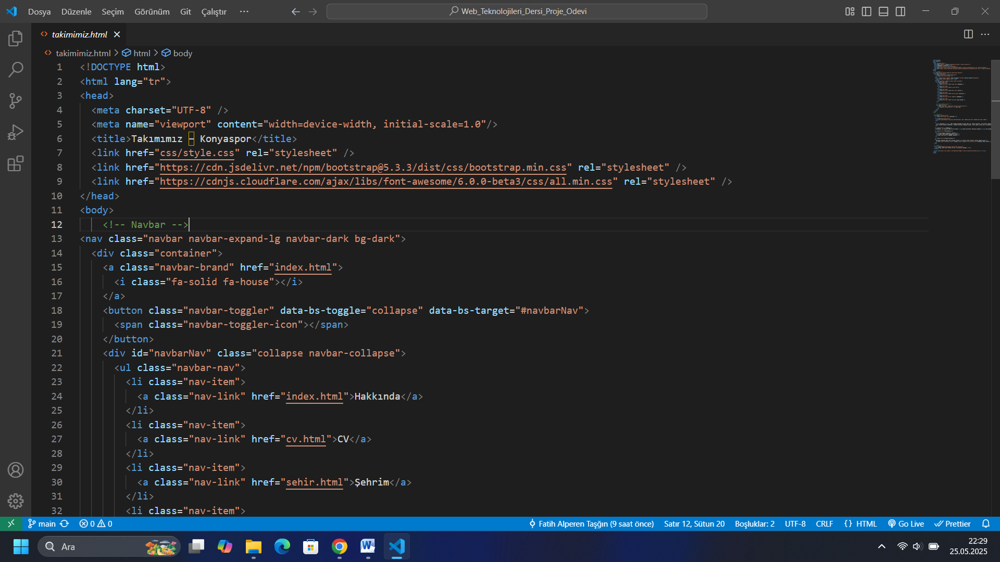 Dosya Düzenle Seçim Görünüm Git Çalıştır ··· Web_Teknolojileri_Dersi_Proje_Odevi
takimimiz.html
takimimiz.html > html > body
1 <!DOCTYPE html>
2 <html lang="tr">
3 <head>
4 <meta charset="UTF-8" />
5 <meta name="viewport" content="width=device-width, initial-scale=1.0"/>
6 <title>Takımımız – Konyaspor</title>
7 <link href="css/style.css" rel="stylesheet" />
8 <link href="https://cdn.jsdelivr.net/npm/bootstrap@5.3.3/dist/css/bootstrap.min.css" rel="stylesheet" />
9 <link href="https://cdnjs.cloudflare.com/ajax/libs/font-awesome/6.0.0-beta3/css/all.min.css" rel="stylesheet" />
10 </head>
11 <body>
12 <!-- Navbar -->
13 <nav class="navbar navbar-expand-lg navbar-dark bg-dark">
14 <div class="container">
15 <a class="navbar-brand" href="index.html">
16 <i class="fa-solid fa-house"></i>
17 </a>
18 <button class="navbar-toggler" data-bs-toggle="collapse" data-bs-target="#navbarNav">
19 <span class="navbar-toggler-icon"></span>
20 </button>
21 <div id="navbarNav" class="collapse navbar-collapse">
22 <ul class="navbar-nav">
23 <li class="nav-item">
24 <a class="nav-link" href="index.html">Hakkında</a>
25 </li>
26 <li class="nav-item">
27 <a class="nav-link" href="cv.html">CV</a>
28 </li>
29 <li class="nav-item">
30 <a class="nav-link" href="sehir.html">Şehrim</a>
31 </li>
32 <li class="nav-item">
main 0 0 Fatih Alperen Taşğın (9 saat önce) Satır 12, Sütun 20 Boşluklar: 2 UTF-8 CRLF {} HTML Go Live Prettier
Ara 22:29
25.05.2025